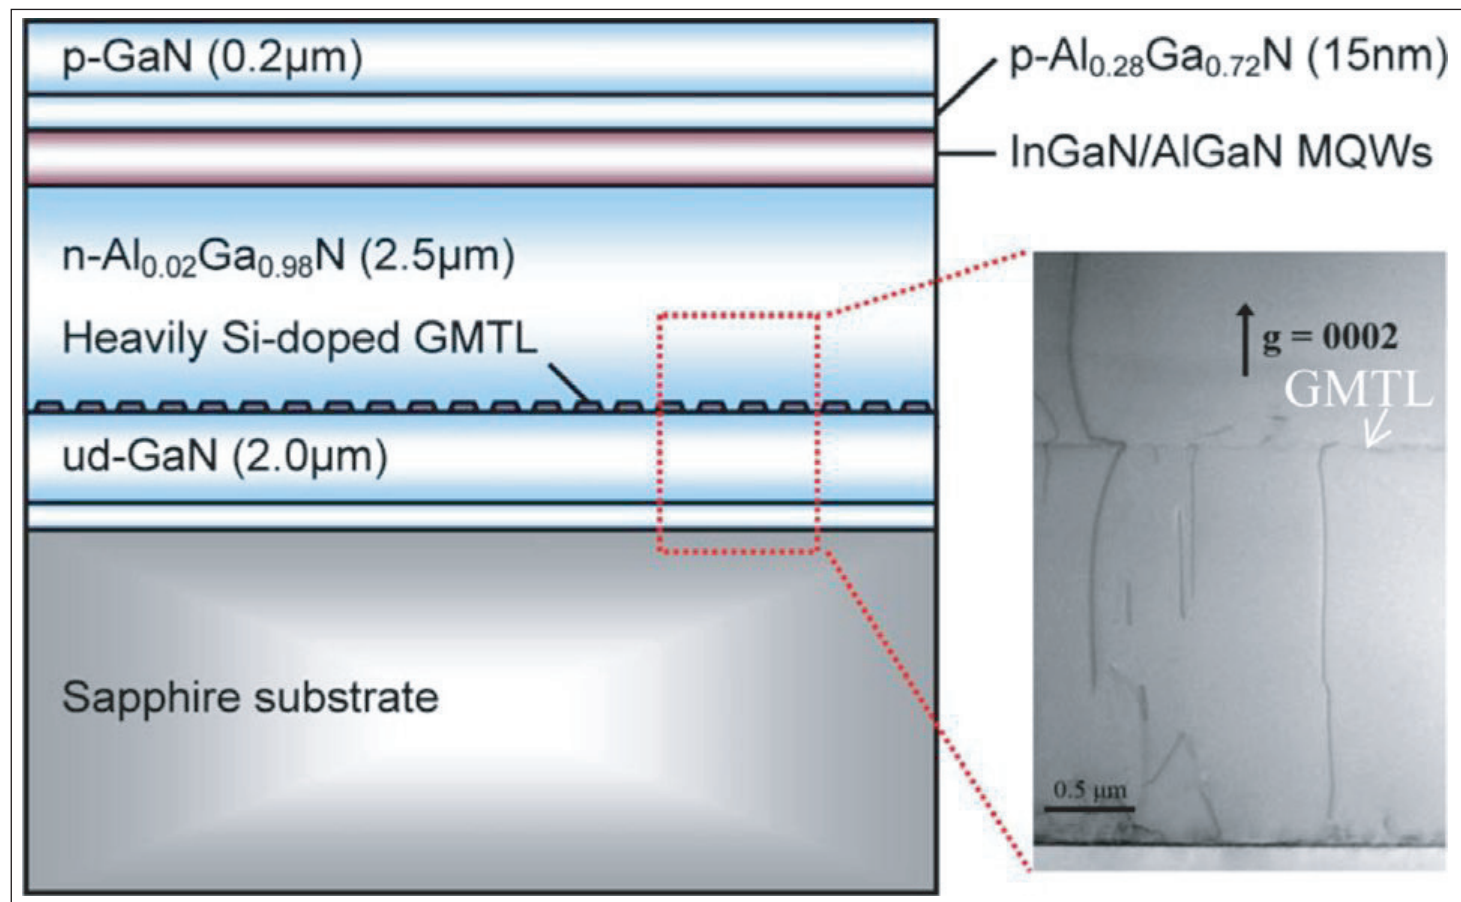 p-GaN (0.2μm)
p-Al₀.₂₈Ga₀.₇₂N (15nm)
InGaN/AlGaN MQWs
n-Al₀.₀₂Ga₀.₉₈N (2.5μm)
Heavily Si-doped GMTL
ud-GaN (2.0μm)
Sapphire substrate
g = 0002
GMTL
0.5 μm